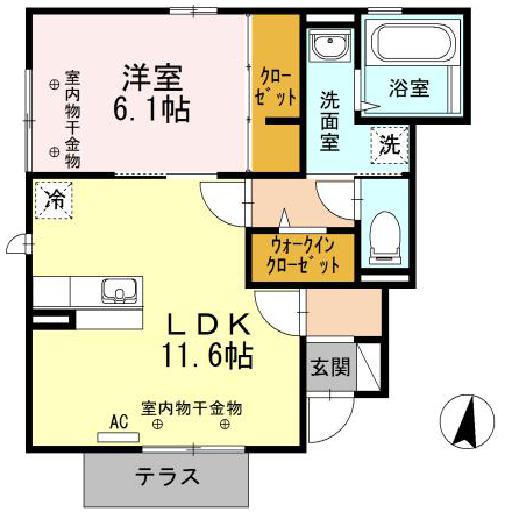 洋室
6.1帖
室内物干金物
クロー
ゼット
洗面室
浴室
洗
冷
ウォークイン
クローゼット
LDK
11.6帖
玄関
室内物干金物
AC
テラス